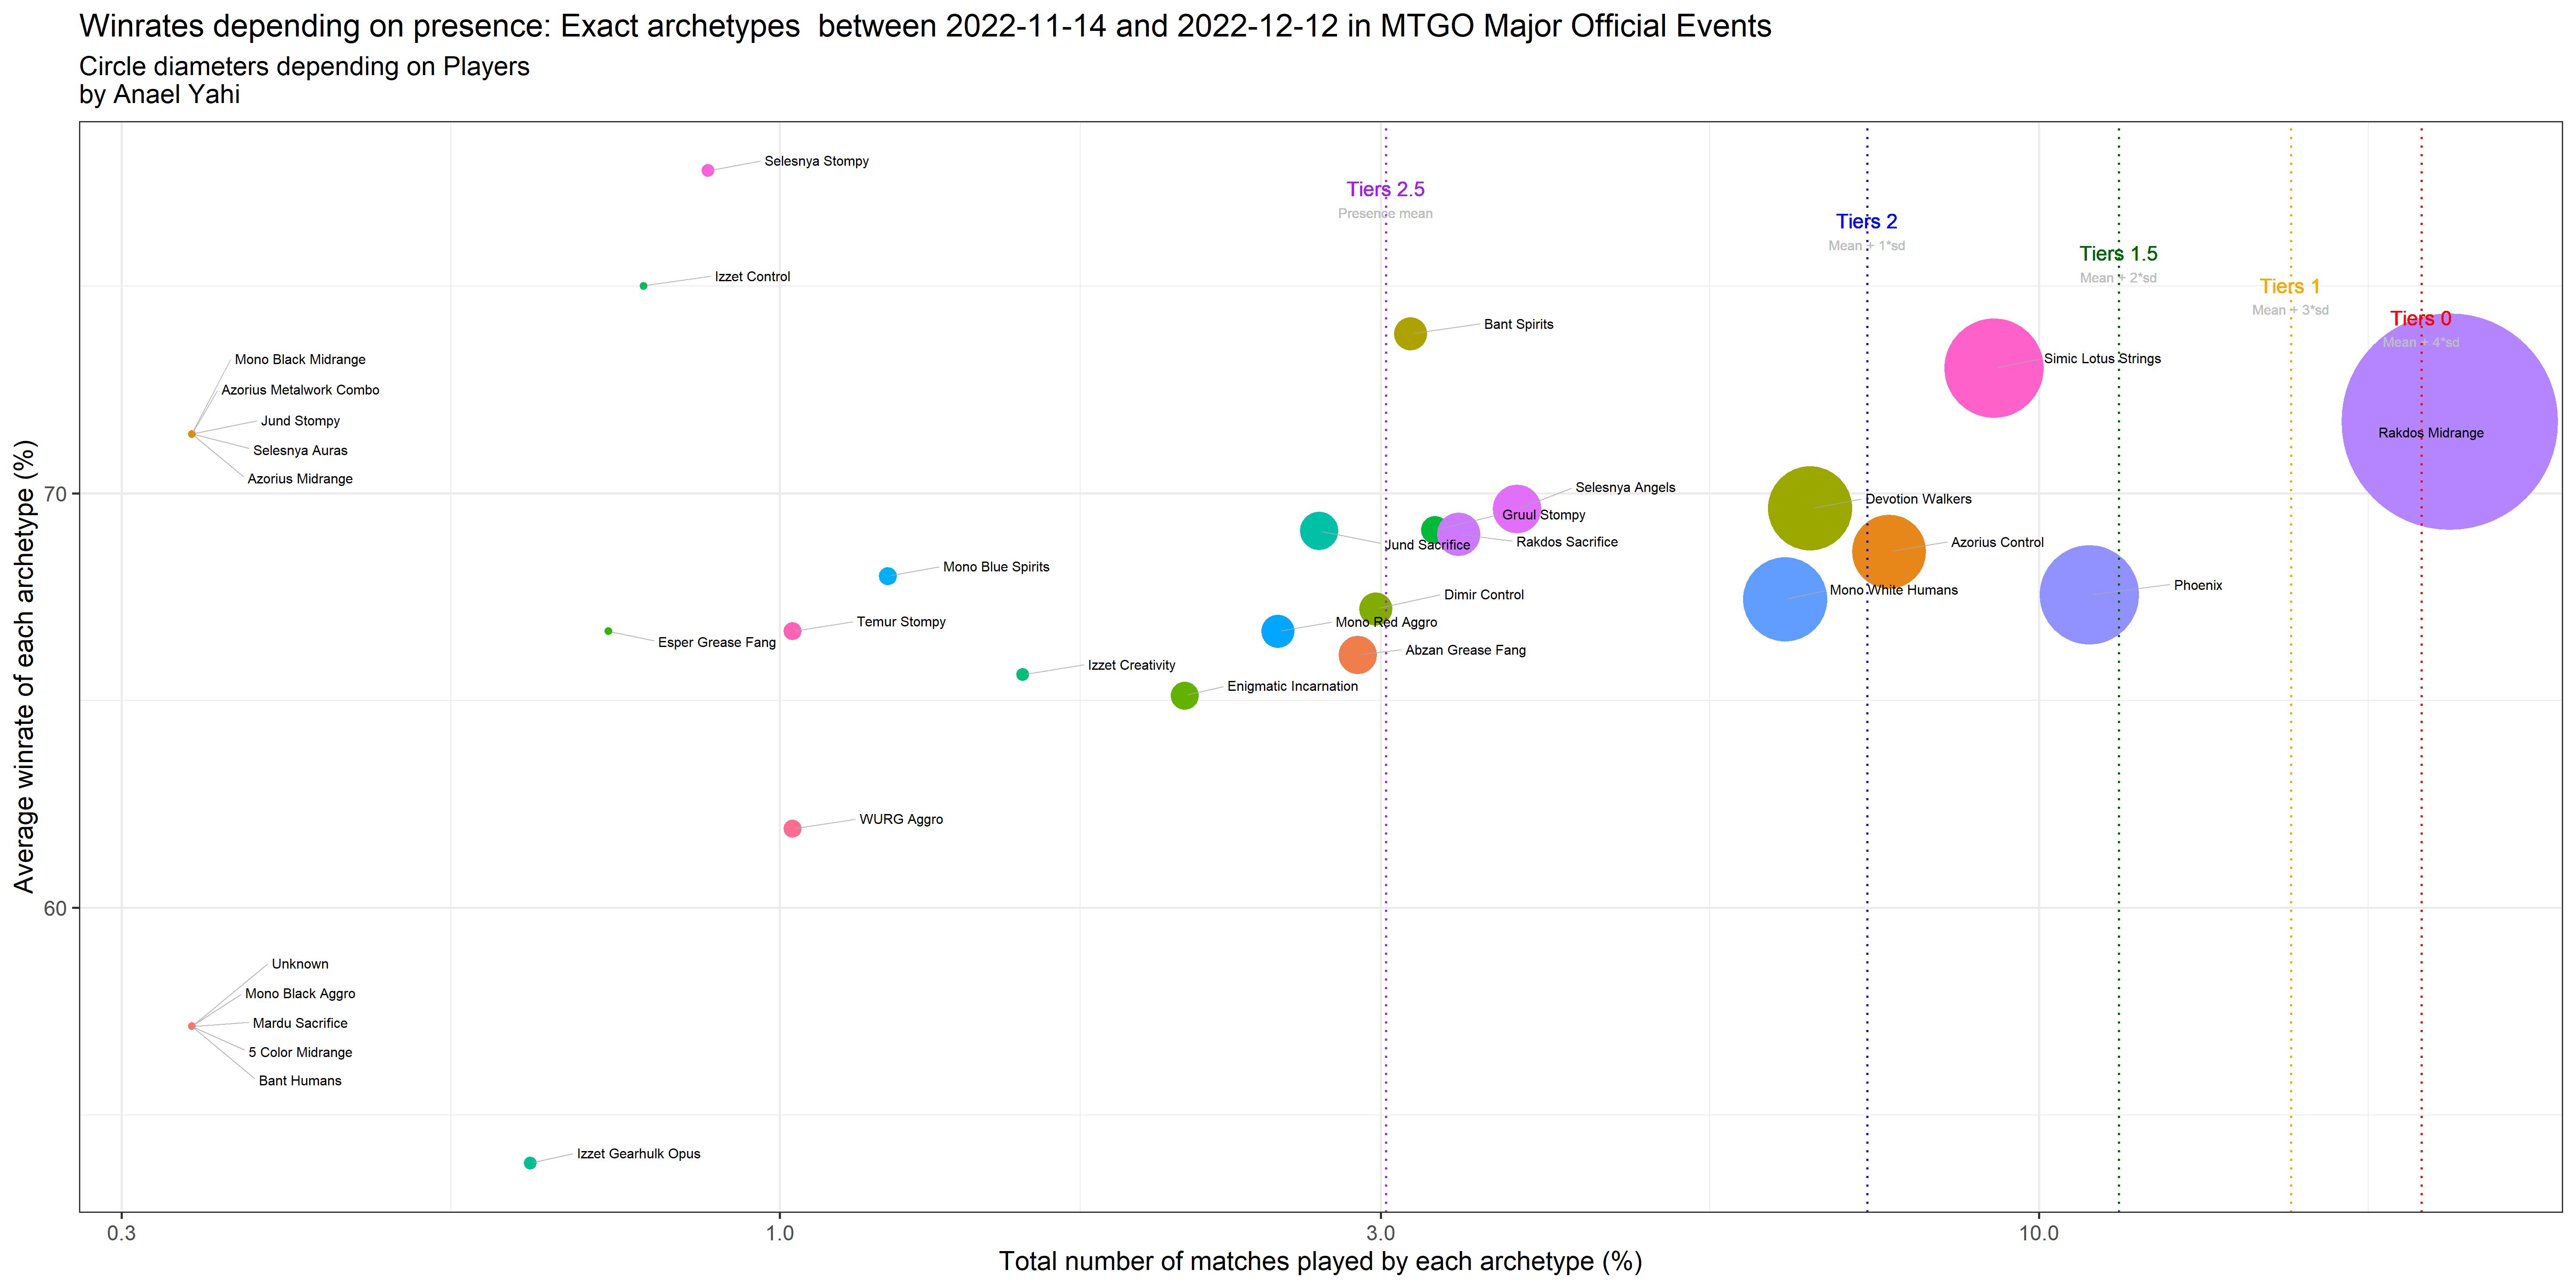 Winrates depending on presence: Exact archetypes  between 2022-11-14 and 2022-12-12 in MTGO Major Official Events
Circle diameters depending on Players
by Anael Yahi
Average winrate of each archetype (%)
70
60
Selesnya Stompy
Tiers 2.5
Presence mean
Tiers 2
Mean + 1*sd
Tiers 1.5
Mean + 2*sd
Tiers 1
Mean + 3*sd
Tiers 0
Mean + 4*sd
Izzet Control
Bant Spirits
Mono Black Midrange
Azorius Metalwork Combo
Jund Stompy
Selesnya Auras
Azorius Midrange
Simic Lotus Strings
Rakdos Midrange
Selesnya Angels
Devotion Walkers
Gruul Stompy
Jund Sacrifice
Rakdos Sacrifice
Azorius Control
Mono Blue Spirits
Phoenix
Mono White Humans
Dimir Control
Temur Stompy
Mono Red Aggro
Esper Grease Fang
Abzan Grease Fang
Izzet Creativity
Enigmatic Incarnation
WURG Aggro
Unknown
Mono Black Aggro
Mardu Sacrifice
5 Color Midrange
Bant Humans
Izzet Gearhulk Opus
0.3
1.0
3.0
10.0
Total number of matches played by each archetype (%)